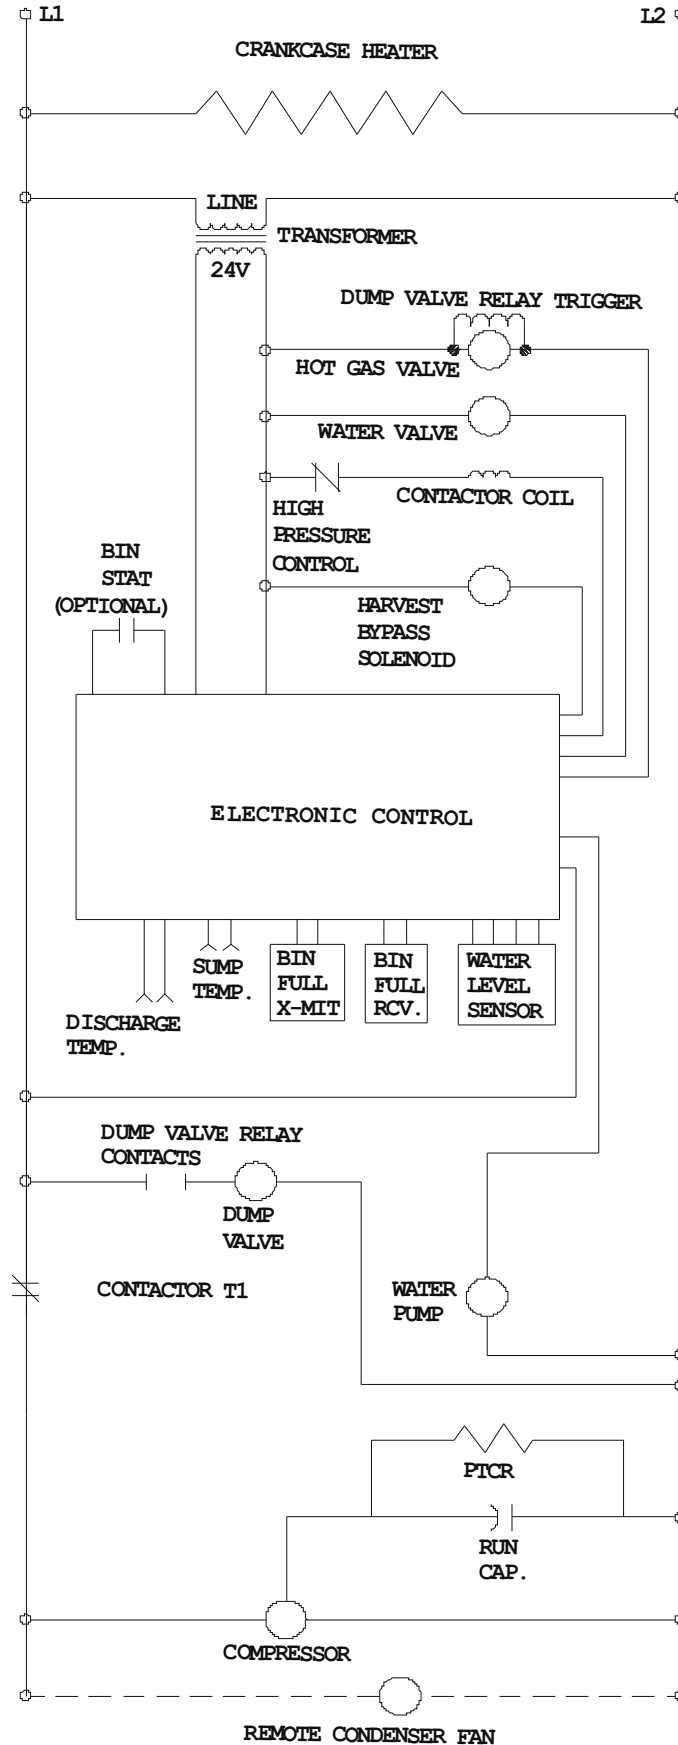 L1
L2
CRANKCASE HEATER
LINE
TRANSFORMER
24V
DUMP VALVE RELAY TRIGGER
HOT GAS VALVE
WATER VALVE
CONTACTOR COIL
HIGH
PRESSURE
CONTROL
BIN
STAT
(OPTIONAL)
HARVEST
BYPASS
SOLENOID
ELECTRONIC CONTROL
SUMP
TEMP.
BIN
FULL
X-MIT
BIN
FULL
RCV.
WATER
LEVEL
SENSOR
DISCHARGE
TEMP.
DUMP VALVE RELAY
CONTACTS
DUMP
VALVE
CONTACTOR T1
WATER
PUMP
PTCR
RUN
CAP.
COMPRESSOR
REMOTE CONDENSER FAN